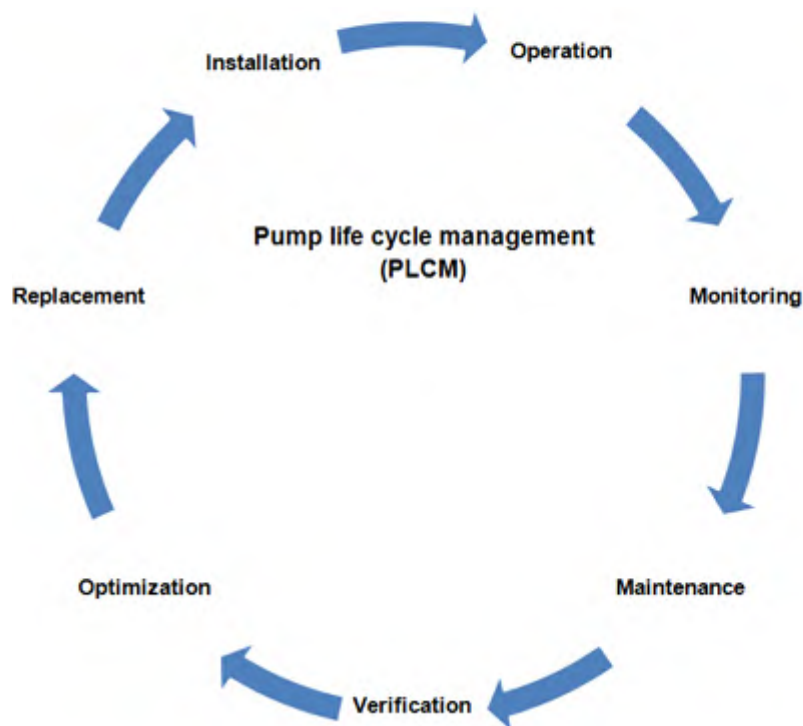 Installation
Operation
Pump life cycle management
(PLCM)
Replacement
Monitoring
Optimization
Maintenance
Verification